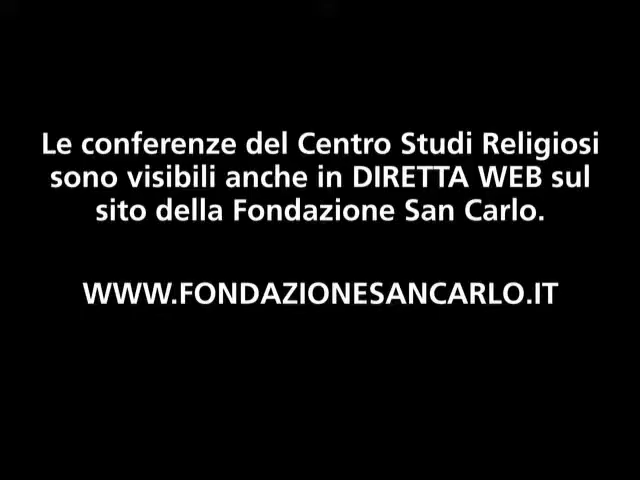 Le conferenze del Centro Studi Religiosi
sono visibili anche in DIRETTA WEB sul
sito della Fondazione San Carlo.
WWW.FONDAZIONESANCARLO.IT